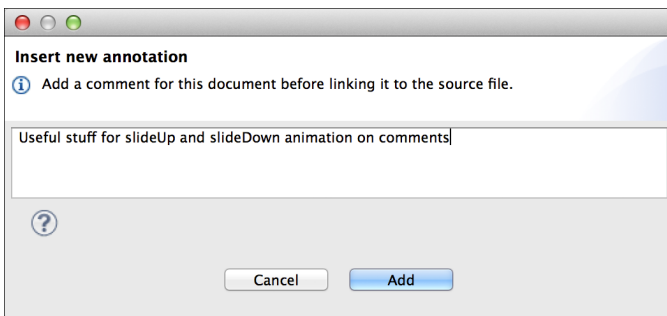 Insert new annotation
Add a comment for this document before linking it to the source file.
Useful stuff for slideUp and slideDown animation on comments
Cancel
Add